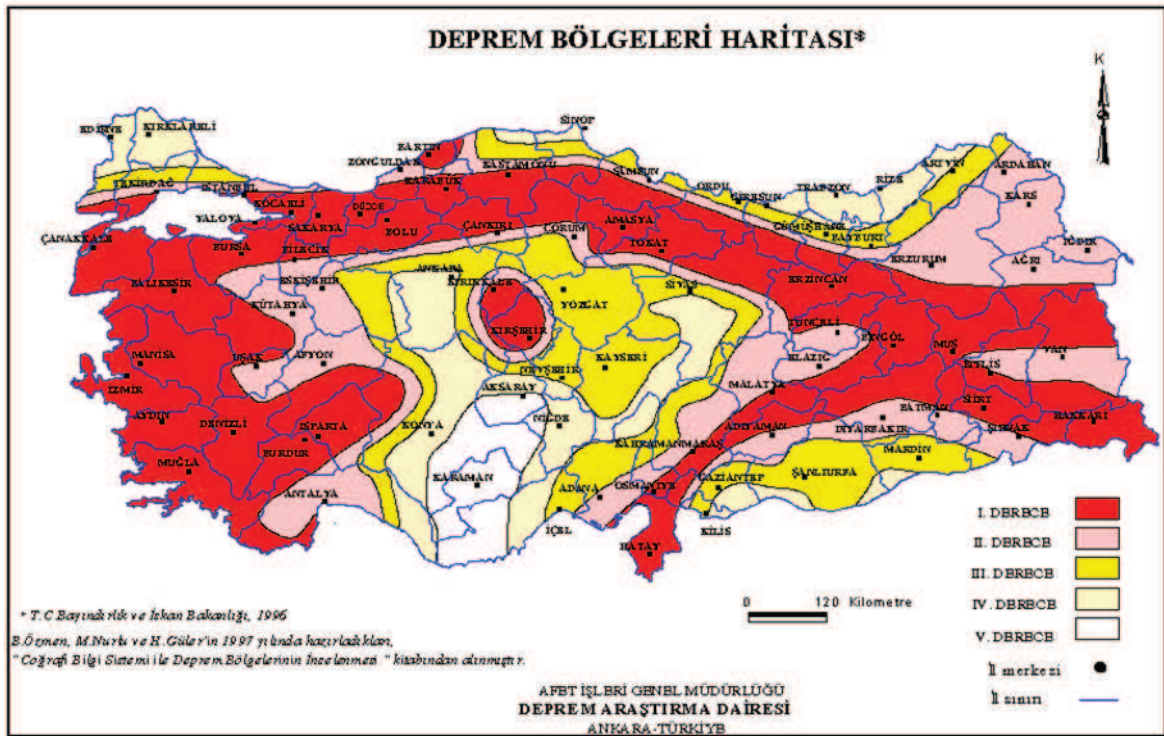 DEPREM BÖLGELERİ HARİTASI*
K
SİNOP
EDİRNE
KIRKLARELİ
BARTIN
ZONGULDAK
KASTAMONU
KARABÜK
SAMSUN
ARTVİN
ARDAHAN
RİZE
TRABZON
ORDU
GİRESUN
KARS
TEKİRDAĞ
İSTANBUL
KOCAELİ
DÜZCE
YALOVA
SAKARYA
BOLU
ÇANKIRI
ÇORUM
AMASYA
TOKAT
GÜMÜŞHANE
BAYBURT
ÇANAKKALE
BURSA
BİLECİK
ERZURUM
IĞDIR
AĞRI
ESKİŞEHİR
ANKARA
KIRIKKALE
YOZGAT
SİVAS
ERZİNCAN
BALIKESİR
KÜTAHYA
KIRŞEHİR
TUNCELİ
BİNGÖL
MUŞ
VAN
MANİSA
UŞAK
AFYON
KAYSERİ
ELAZIĞ
BİTLİS
İZMİR
NEVŞEHİR
AKSARAY
MALATYA
SİİRT
AYDIN
DENİZLİ
ISPARTA
KONYA
NİĞDE
ADIYAMAN
BATMAN
HAKKARİ
BURDUR
KAHRAMANMARAŞ
DİYARBAKIR
ŞIRNAK
MUĞLA
MARDİN
ANTALYA
KARAMAN
ADANA
OSMANİYE
GAZİANTEP
ŞANLIURFA
İÇEL
KİLİS
HATAY
I. DBRBCB
II. DBRBCB
III. DBRBCB
IV. DBRBCB
V. DBRBCB
İl merkezi
İl sınırı
0 120 Kilometre
* T.C.Bayındırlık ve İskan Bakanlığı, 1996
B.Özmen, M.Nurlu ve H.Güler'in 1997 yılında hazırladıkları,
"Coğrafi Bilgi Sistemi ile Deprem Bölgelerinin İncelenmesi" kitabından alınmıştır.
AFET İŞLERİ GENEL MÜDÜRLÜĞÜ
DEPREM ARAŞTIRMA DAİRESİ
ANKARA-TÜRKİYE